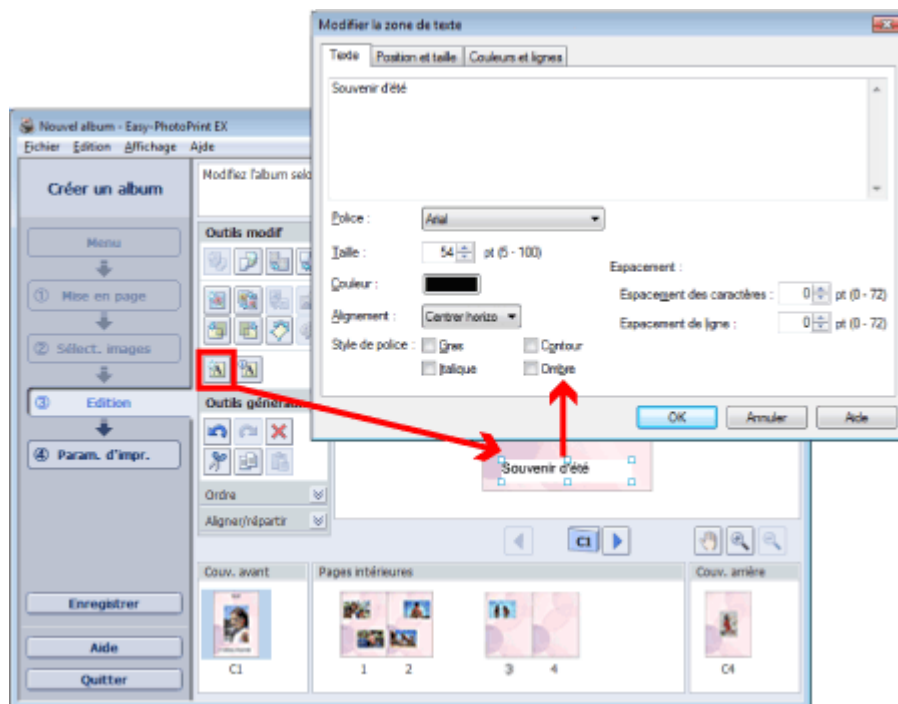 Modifier la zone de texte
Texte Position et taille Couleurs et lignes
Souvenir d'été
Police : Arial
Taille : 54 pt (5 - 100)
Couleur :
Alignement : Centrer horizo
Style de police : Gras Contour
Italique Ombre
Espacement :
Espacement des caractères : 0 pt (0 - 72)
Espacement de ligne : 0 pt (0 - 72)
OK Annuler Aide
Nouvel album - Easy-PhotoPrint EX
Fichier Edition Affichage Aide
Créer un album
Menu
① Mise en page
② Sélect. images
③ Edition
④ Param. d'impr.
Enregistrer
Aide
Quitter
Modifiez l'album selo
Outils modif
Outils générau
Ordre
Aligner/répartir
Souvenir d'été
C1
Couv. avant
C1
Pages intérieures
1 2 3 4
Couv. arrière
C4